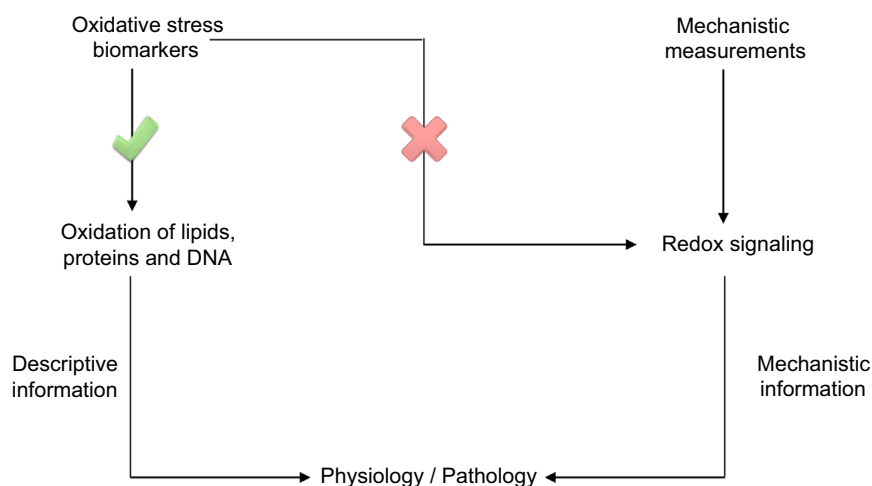 Oxidative stress
biomarkers
Mechanistic
measurements
Oxidation of lipids,
proteins and DNA
Redox signaling
Descriptive
information
Mechanistic
information
Physiology / Pathology